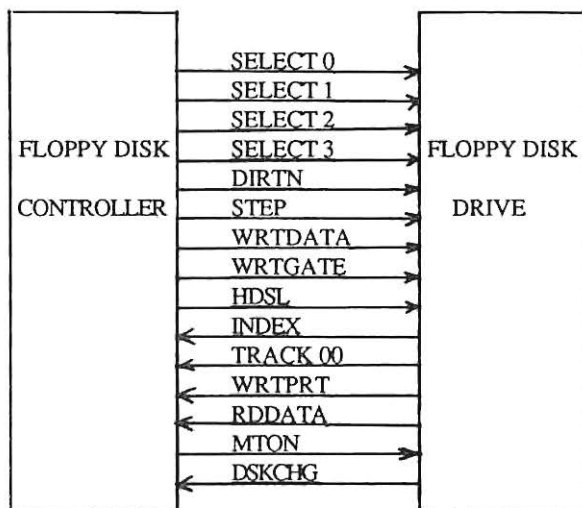 SELECT 0
SELECT 1
SELECT 2
FLOPPY DISK
SELECT 3
FLOPPY DISK
DIRTN
CONTROLLER
STEP
DRIVE
WRTDATA
WRTGATE
HDSL
INDEX
TRACK 00
WRTPRT
RDDATA
MTON
DSKCHG